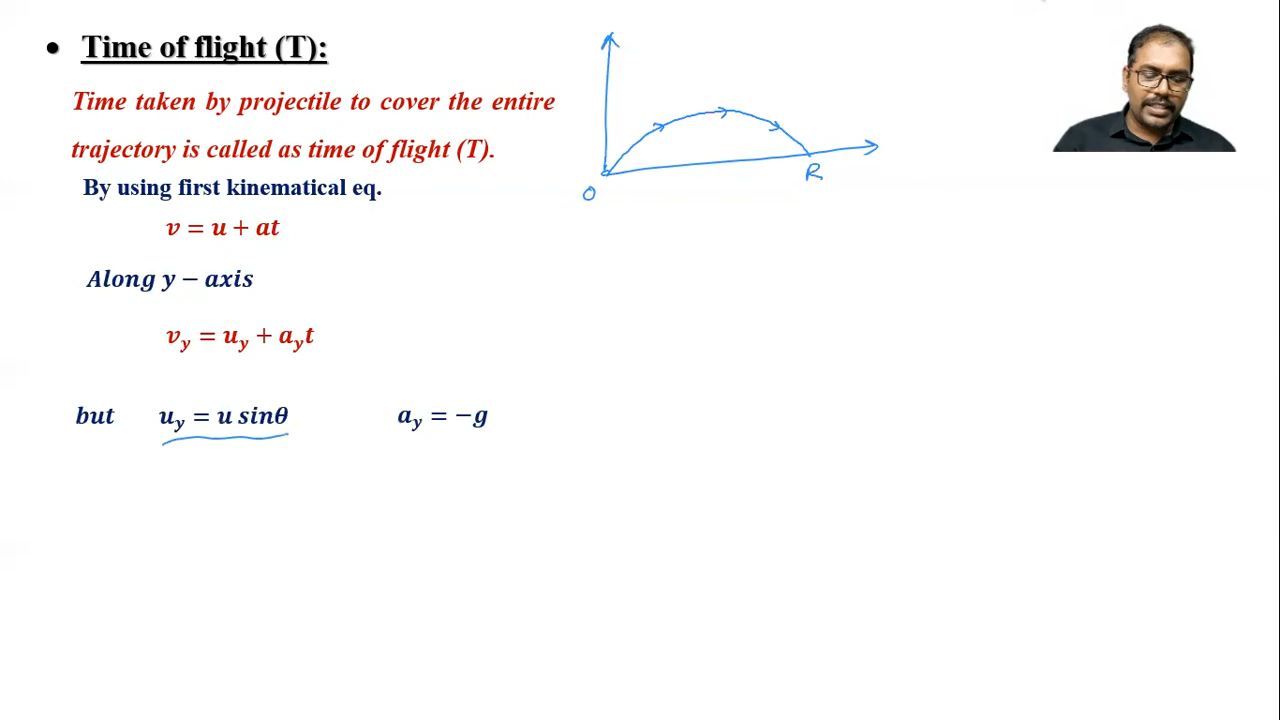 • Time of flight (T):
Time taken by projectile to cover the entire
trajectory is called as time of flight (T).
By using first kinematical eq.
v = u + at
Along y − axis
v_y = u_y + a_y t
but u_y = u sinθ a_y = −g
O
R